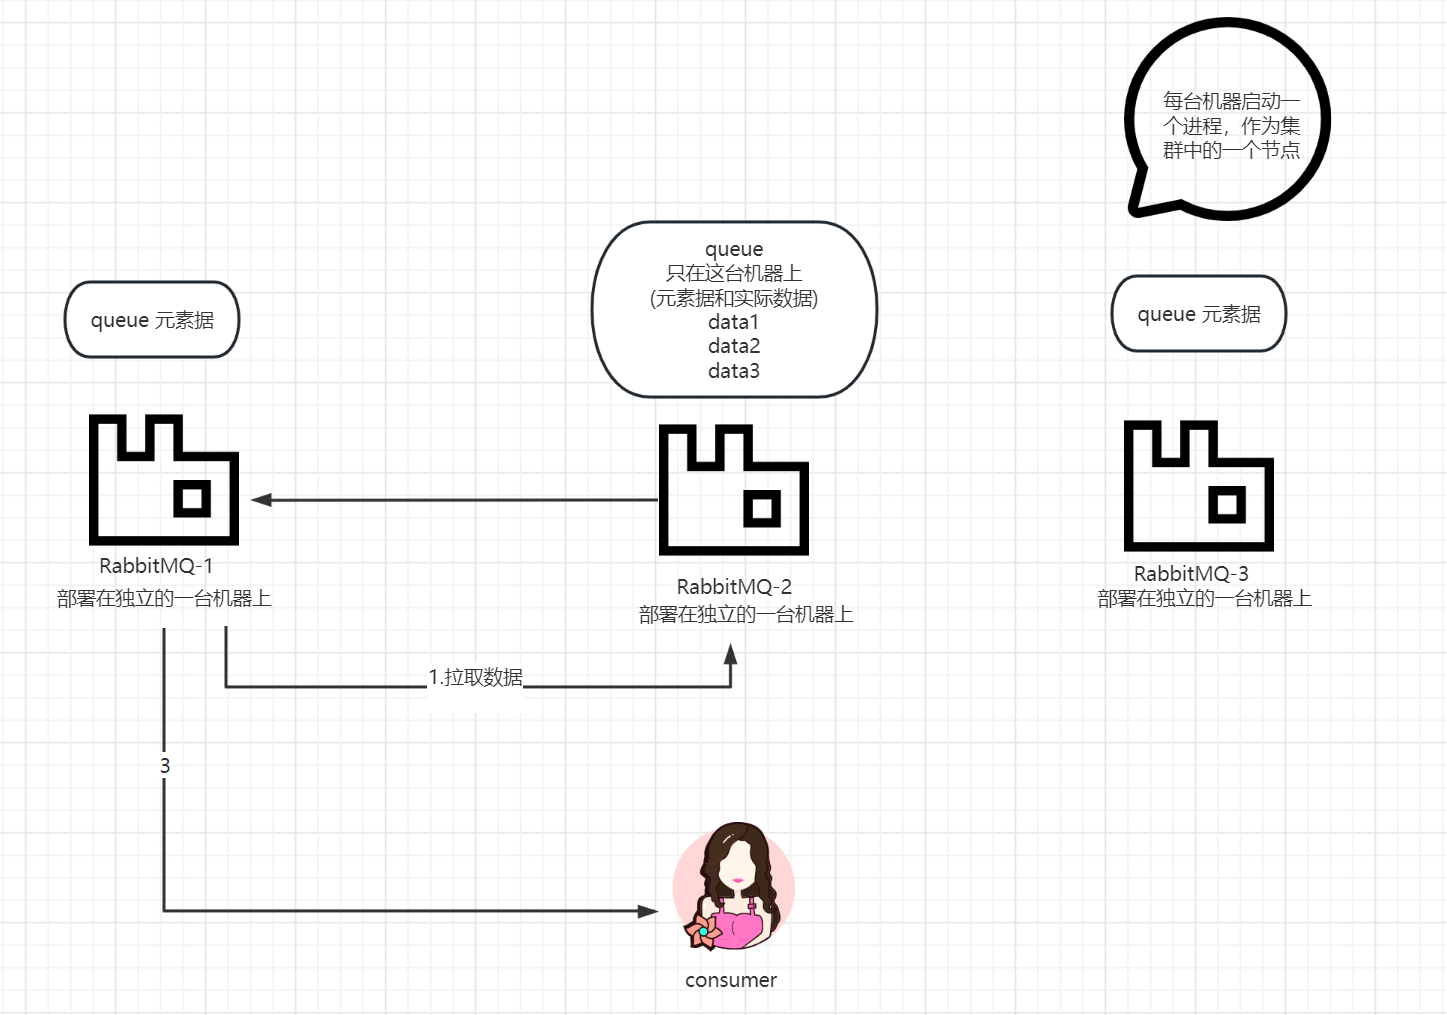 每台机器启动一
个进程，作为集
群中的一个节点
queue
只在这台机器上
(元素据和实际数据)
data1
data2
data3
queue 元素据
queue 元素据
RabbitMQ-1
部署在独立的一台机器上
RabbitMQ-2
部署在独立的一台机器上
RabbitMQ-3
部署在独立的一台机器上
1.拉取数据
3
consumer